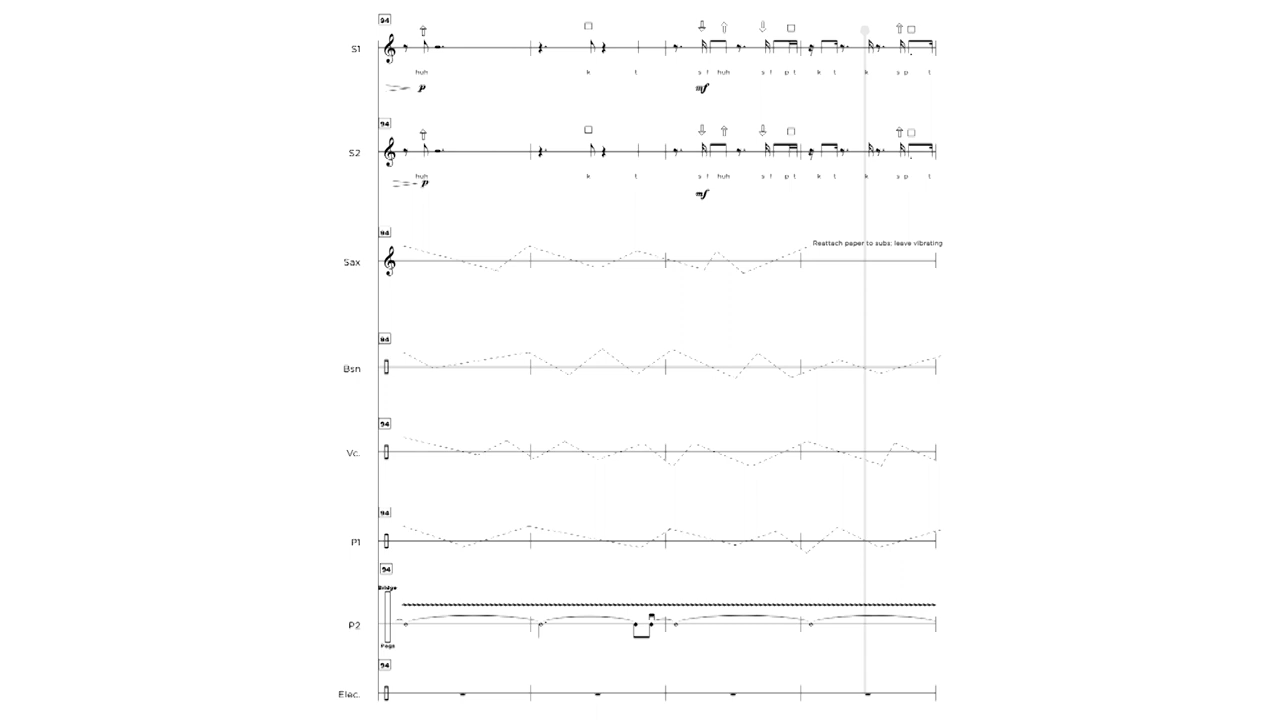 94
S1
huh k t s f huh s f p t k t k s p t
p mf
94
S2
huh k t s f huh s f p t k t k s p t
p mf
94
Sax
Reattach paper to subs; leave vibrating
94
Bsn
94
Vc.
94
P1
94
Bridge
P2
Pegs
94
Elec.